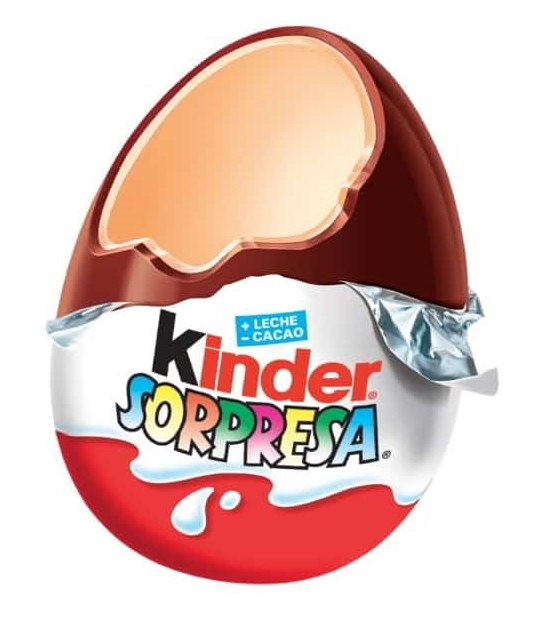 + LECHE
- CACAO
Kinder®
SORPRESA®